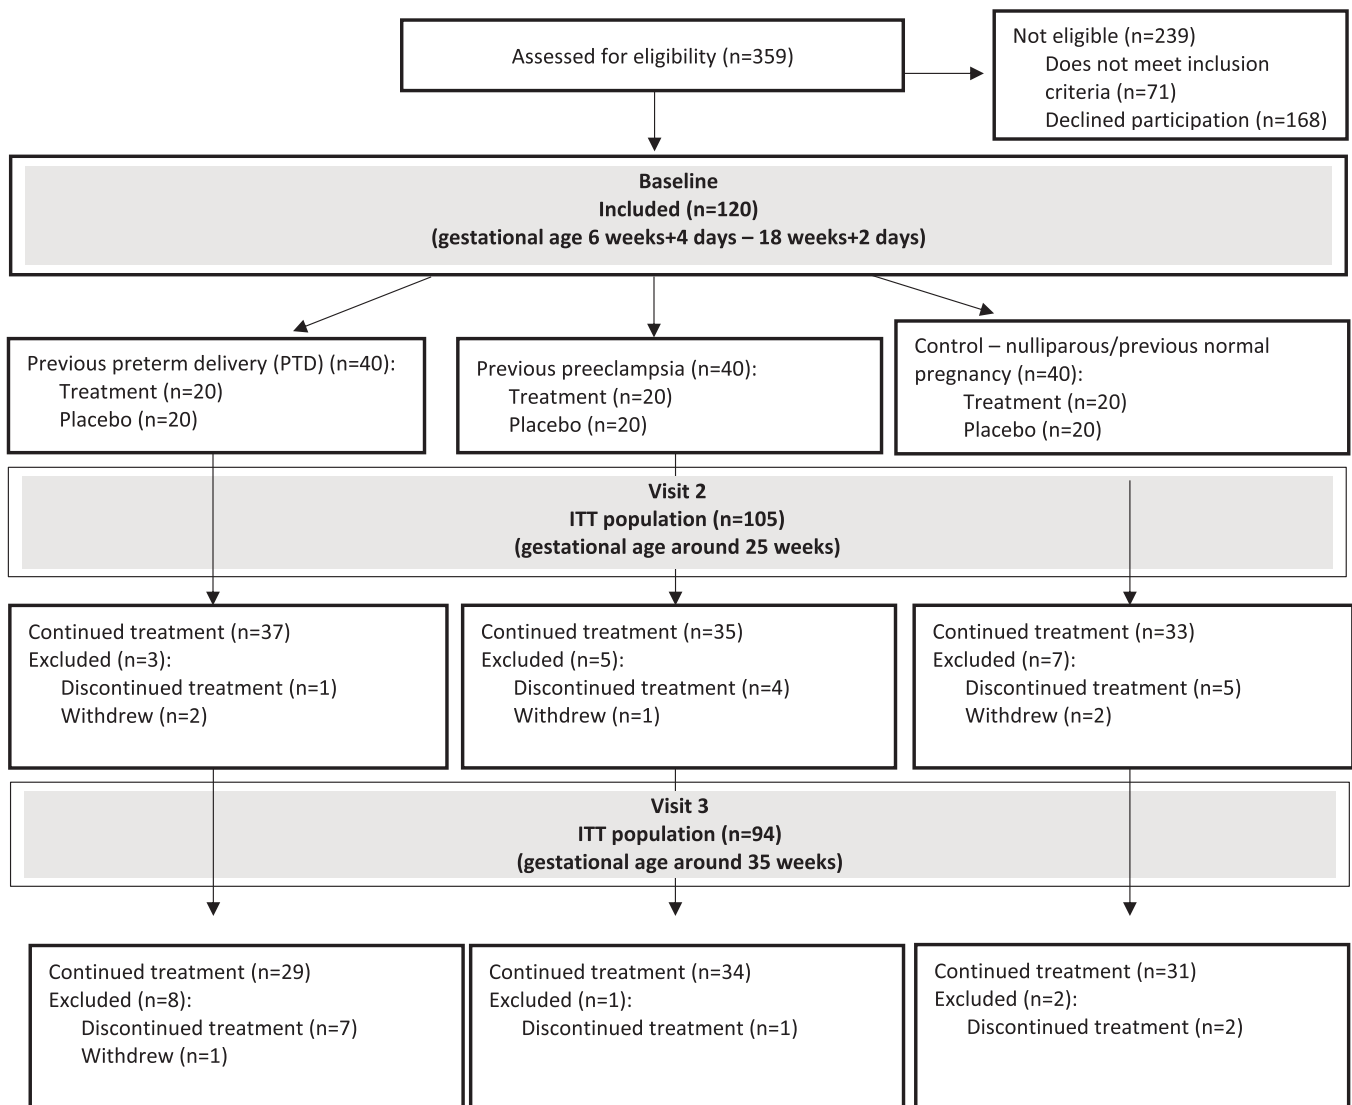 Assessed for eligibility (n=359)
Not eligible (n=239)
Does not meet inclusion
criteria (n=71)
Declined participation (n=168)
Baseline
Included (n=120)
(gestational age 6 weeks+4 days – 18 weeks+2 days)
Previous preterm delivery (PTD) (n=40):
Treatment (n=20)
Placebo (n=20)
Previous preeclampsia (n=40):
Treatment (n=20)
Placebo (n=20)
Control – nulliparous/previous normal
pregnancy (n=40):
Treatment (n=20)
Placebo (n=20)
Visit 2
ITT population (n=105)
(gestational age around 25 weeks)
Continued treatment (n=37)
Excluded (n=3):
Discontinued treatment (n=1)
Withdrew (n=2)
Continued treatment (n=35)
Excluded (n=5):
Discontinued treatment (n=4)
Withdrew (n=1)
Continued treatment (n=33)
Excluded (n=7):
Discontinued treatment (n=5)
Withdrew (n=2)
Visit 3
ITT population (n=94)
(gestational age around 35 weeks)
Continued treatment (n=29)
Excluded (n=8):
Discontinued treatment (n=7)
Withdrew (n=1)
Continued treatment (n=34)
Excluded (n=1):
Discontinued treatment (n=1)
Continued treatment (n=31)
Excluded (n=2):
Discontinued treatment (n=2)